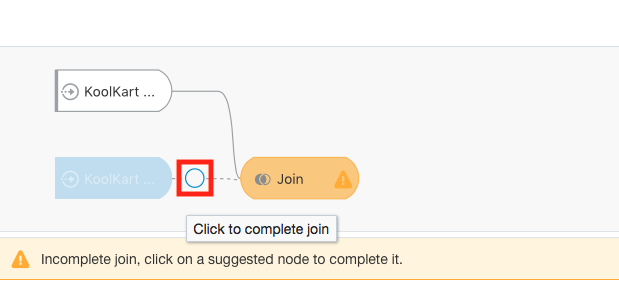 KoolKart ...
KoolKart ...
Join
Click to complete join
Incomplete join, click on a suggested node to complete it.